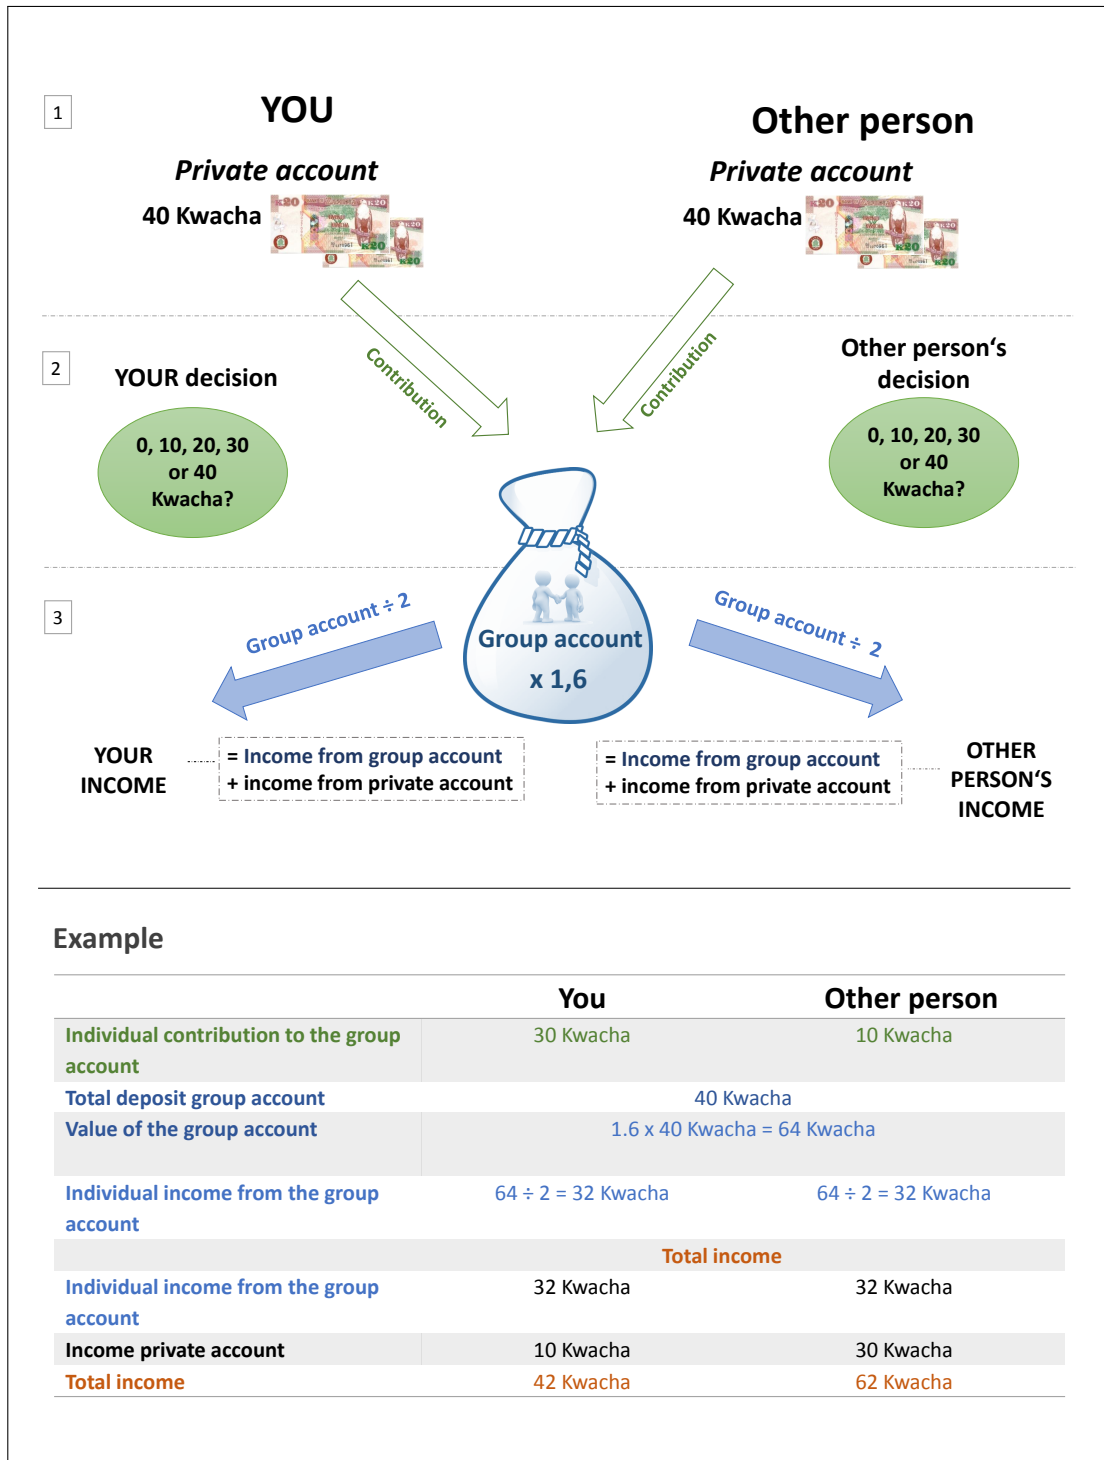 1
YOU
Other person
Private account
Private account
40 Kwacha
40 Kwacha
K20
K20
K20
K20
K20
K20
Contribution
Contribution
2
YOUR decision
Other person‘s
decision
0, 10, 20, 30
or 40
Kwacha?
0, 10, 20, 30
or 40
Kwacha?
3
Group account ÷ 2
Group account ÷ 2
Group account
x 1,6
YOUR
INCOME
= Income from group account
+ income from private account
= Income from group account
+ income from private account
OTHER
PERSON‘S
INCOME
Example
You Other person
Individual contribution to the group
account
30 Kwacha 10 Kwacha
Total deposit group account 40 Kwacha
Value of the group account 1.6 x 40 Kwacha = 64 Kwacha
Individual income from the group
account
64 ÷ 2 = 32 Kwacha 64 ÷ 2 = 32 Kwacha
Total income
Individual income from the group
account
32 Kwacha 32 Kwacha
Income private account 10 Kwacha 30 Kwacha
Total income 42 Kwacha 62 Kwacha